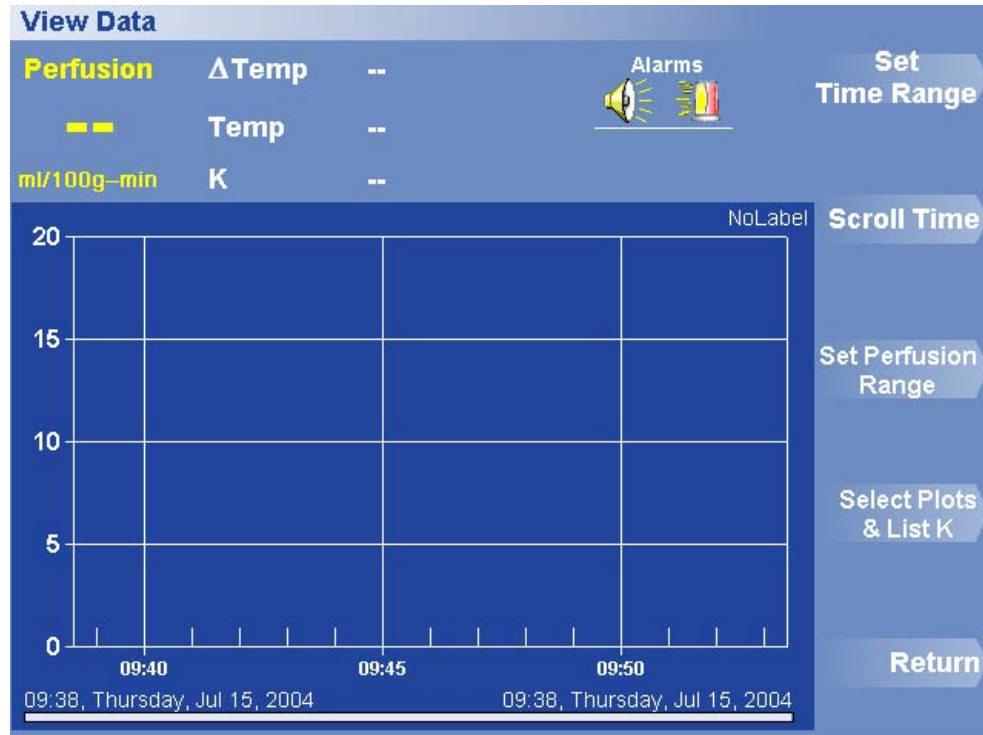 View Data
Perfusion
--
ml/100g–min
ΔTemp --
Temp --
K --
Alarms
Set
Time Range
Scroll Time
Set Perfusion
Range
Select Plots
& List K
Return
NoLabel
20
15
10
5
0
09:40 09:45 09:50
09:38, Thursday, Jul 15, 2004 09:38, Thursday, Jul 15, 2004